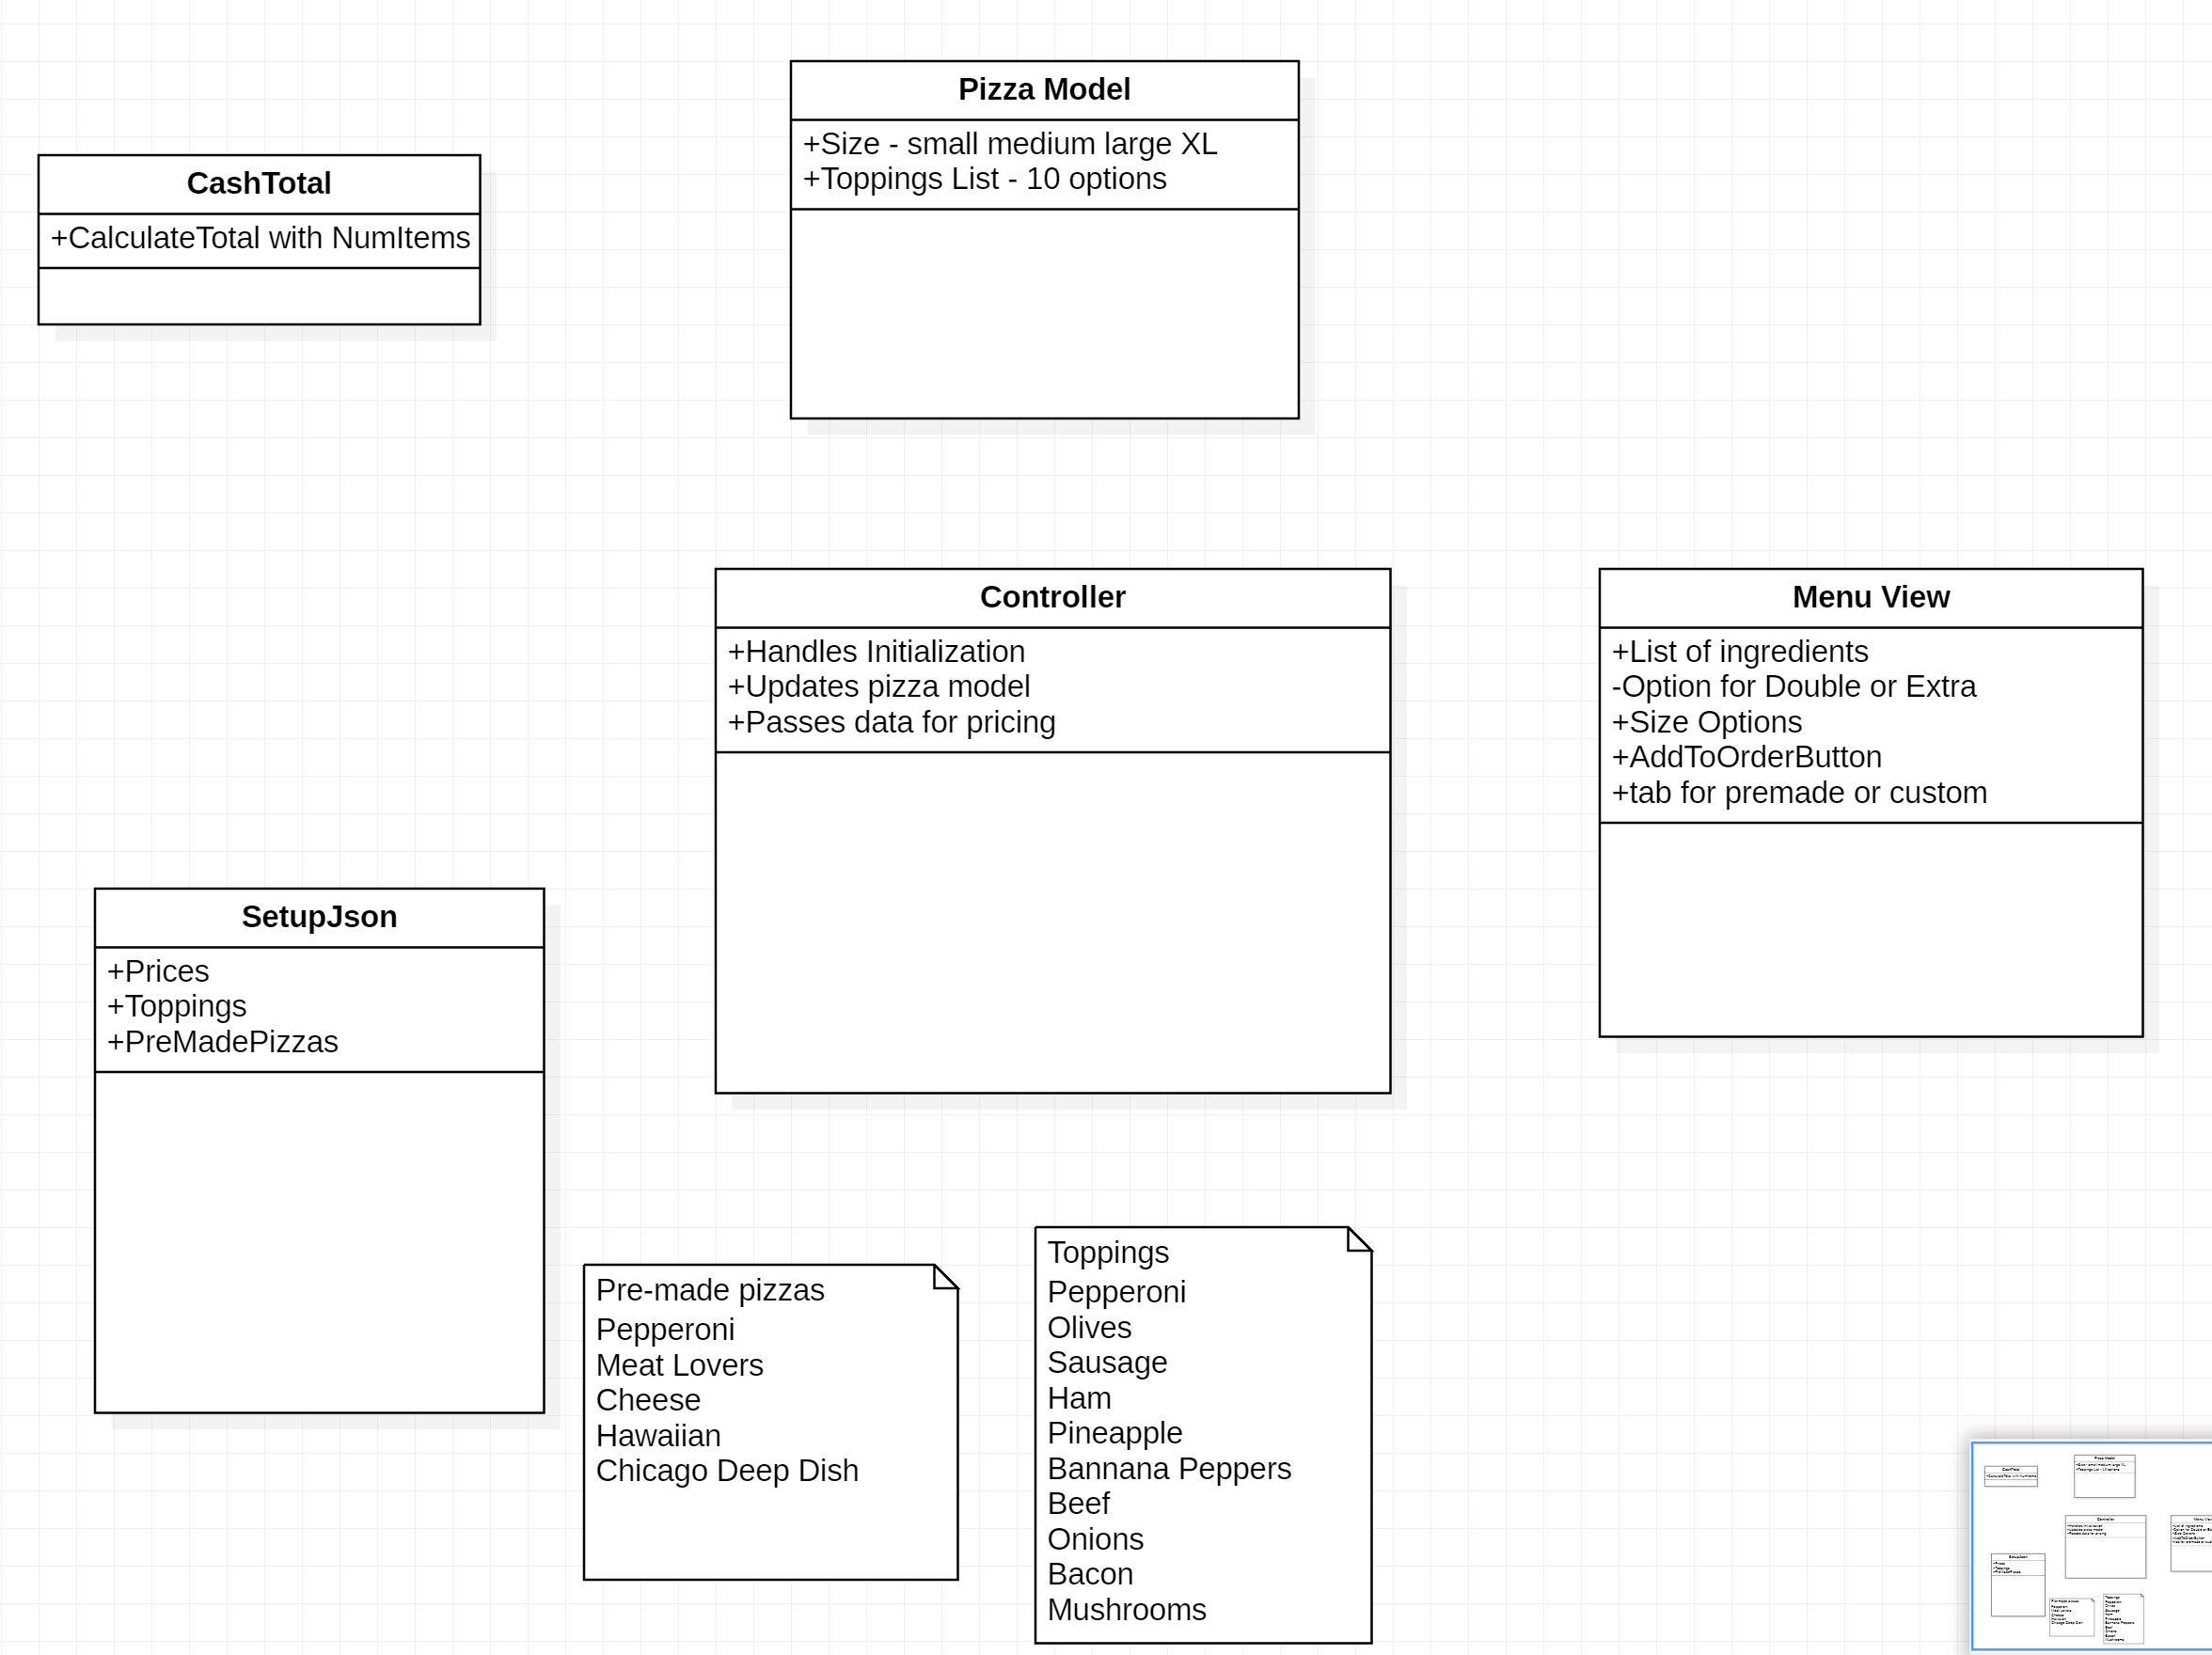 Pizza Model
+Size - small medium large XL
+Toppings List - 10 options
CashTotal
+CalculateTotal with NumItems
Controller
+Handles Initialization
+Updates pizza model
+Passes data for pricing
Menu View
+List of ingredients
-Option for Double or Extra
+Size Options
+AddToOrderButton
+tab for premade or custom
SetupJson
+Prices
+Toppings
+PreMadePizzas
Pre-made pizzas
Pepperoni
Meat Lovers
Cheese
Hawaiian
Chicago Deep Dish
Toppings
Pepperoni
Olives
Sausage
Ham
Pineapple
Bannana Peppers
Beef
Onions
Bacon
Mushrooms